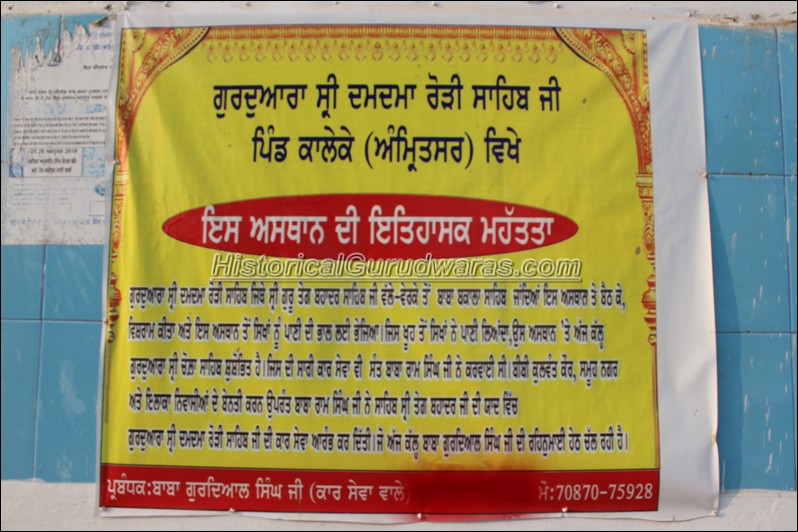 ਗੁਰਦੁਆਰਾ ਸ੍ਰੀ ਦਮਦਮਾ ਰੋੜੀ ਸਾਹਿਬ ਜੀ
ਪਿੰਡ ਕਾਲੇਕੇ (ਅੰਮ੍ਰਿਤਸਰ) ਵਿਖੇ
ਇਸ ਅਸਥਾਨ ਦੀ ਇਤਿਹਾਸਕ ਮਹੱਤਤਾ
HistoricalGurudwaras.com
ਗੁਰਦੁਆਰਾ ਸ੍ਰੀ ਦਮਦਮਾ ਰੋੜੀ ਸਾਹਿਬ ਜਿਥੇ ਸ੍ਰੀ ਗੁਰੂ ਤੇਗ ਬਹਾਦਰ ਸਾਹਿਬ ਜੀ ਵੱਲੇ-ਵੇਰਕੇ ਤੋਂ ਬਾਬਾ ਬਕਾਲਾ ਸਾਹਿਬ ਜਾਂਦਿਆਂ ਇਸ ਅਸਥਾਨ ਤੇ ਬੈਠ ਕੇ,
ਵਿਸ਼ਰਾਮ ਕੀਤਾ ਅਤੇ ਇਸ ਅਸਥਾਨ ਤੋਂ ਸਿਖਾਂ ਨੂੰ ਪਾਣੀ ਦੀ ਭਾਲ ਲਈ ਭੇਜਿਆ। ਜਿਸ ਖੂਹ ਤੋਂ ਸਿਖਾਂ ਨੇ ਪਾਣੀ ਲਿਆਂਦਾ, ਉਸ ਅਸਥਾਨ 'ਤੇ ਅੱਜ ਕੱਲ੍ਹ
ਗੁਰਦੁਆਰਾ ਸ੍ਰੀ ਚੋਲਾ ਸਾਹਿਬ ਸੁਸ਼ੋਭਿਤ ਹੈ। ਜਿਸ ਦੀ ਸਾਰੀ ਕਾਰ ਸੇਵਾ ਵੀ ਸੰਤ ਬਾਬਾ ਰਾਮ ਸਿੰਘ ਜੀ ਨੇ ਕਰਵਾਈ ਸੀ। ਬੀਬੀ ਕੁਲਵੰਤ ਕੌਰ, ਸਮੂਹ ਨਗਰ
ਅਤੇ ਇਲਾਕਾ ਨਿਵਾਸੀਆਂ ਦੇ ਬੇਨਤੀ ਕਰਨ ਉਪਰੰਤ ਬਾਬਾ ਰਾਮ ਸਿੰਘ ਜੀ ਨੇ ਸਾਹਿਬ ਸ੍ਰੀ ਤੇਗ ਬਹਾਦਰ ਜੀ ਦੀ ਯਾਦ ਵਿੱਚ
ਗੁਰਦੁਆਰਾ ਸ੍ਰੀ ਦਮਦਮਾ ਰੋੜੀ ਸਾਹਿਬ ਜੀ ਦੀ ਕਾਰ ਸੇਵਾ ਆਰੰਭ ਕਰ ਦਿੱਤੀ। ਜੋ ਅੱਜ ਕੱਲ੍ਹ ਬਾਬਾ ਗੁਰਦਿਆਲ ਸਿੰਘ ਜੀ ਦੀ ਰਹਿਨੁਮਾਈ ਹੇਠ ਚੱਲ ਰਹੀ ਹੈ।
ਪ੍ਰਬੰਧਕ:ਬਾਬਾ ਗੁਰਦਿਆਲ ਸਿੰਘ ਜੀ (ਕਾਰ ਸੇਵਾ ਵਾਲੇ) ਮੋ:70870-75928